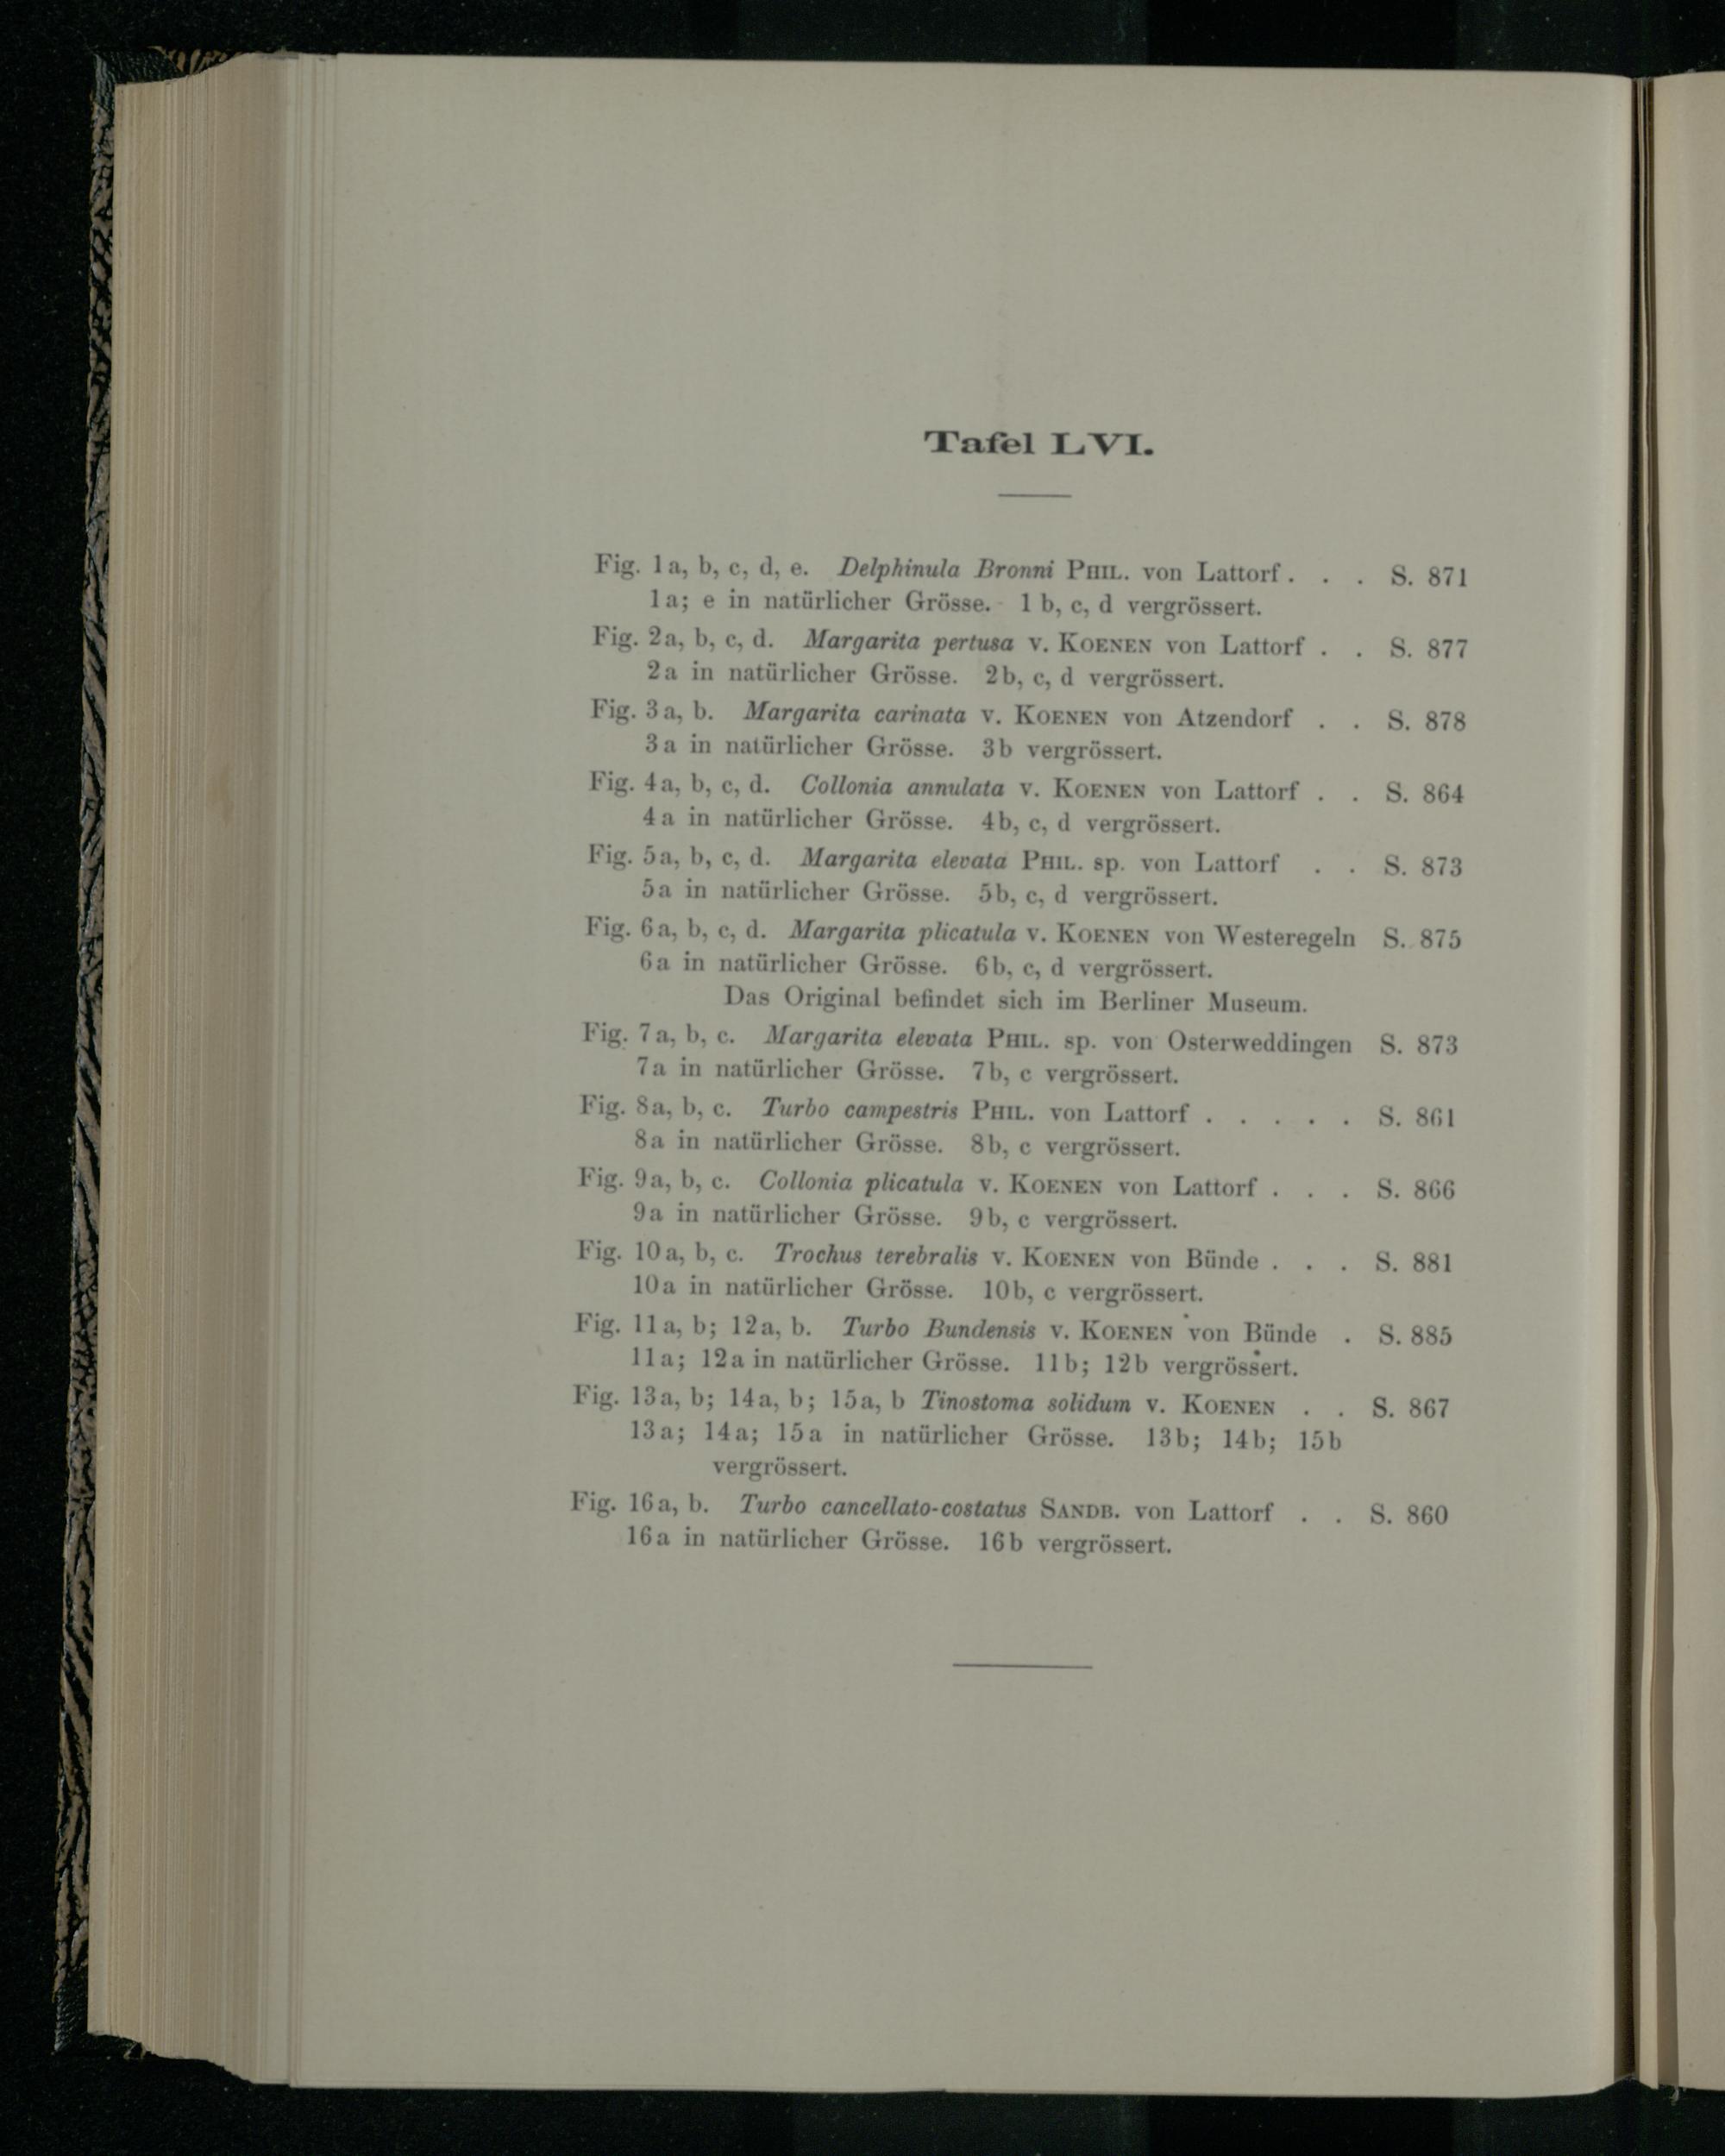 Tafel LVI.
Fig. 1a, b, c, d, e. Delphinula Bronni PHIL. von Lattorf. . . S. 871
1a; e in natürlicher Grösse. 1b, c, d vergrössert.
Fig. 2a, b, c, d. Margarita pertusa v. KOENEN von Lattorf . . S. 877
2a in natürlicher Grösse. 2b, c, d vergrössert.
Fig. 3a, b. Margarita carinata v. KOENEN von Atzendorf . . S. 878
3a in natürlicher Grösse. 3b vergrössert.
Fig. 4a, b, c, d. Collonia annulata v. KOENEN von Lattorf . . S. 864
4a in natürlicher Grösse. 4b, c, d vergrössert.
Fig. 5a, b, c, d. Margarita elevata PHIL. sp. von Lattorf . . S. 873
5a in natürlicher Grösse. 5b, c, d vergrössert.
Fig. 6a, b, c, d. Margarita plicatula v. KOENEN von Westeregeln S. 875
6a in natürlicher Grösse. 6b, c, d vergrössert.
Das Original befindet sich im Berliner Museum.
Fig. 7a, b, c. Margarita elevata PHIL. sp. von Osterweddingen S. 873
7a in natürlicher Grösse. 7b, c vergrössert.
Fig. 8a, b, c. Turbo campestris PHIL. von Lattorf . . . . . S. 861
8a in natürlicher Grösse. 8b, c vergrössert.
Fig. 9a, b, c. Collonia plicatula v. KOENEN von Lattorf . . . S. 866
9a in natürlicher Grösse. 9b, c vergrössert.
Fig. 10a, b, c. Trochus terebralis v. KOENEN von Bünde . . . S. 881
10a in natürlicher Grösse. 10b, c vergrössert.
Fig. 11a, b; 12a, b. Turbo Bundensis v. KOENEN von Bünde . S. 885
11a; 12a in natürlicher Grösse. 11b; 12b vergrössert.
Fig. 13a, b; 14a, b; 15a, b Tinostoma solidum v. KOENEN . . S. 867
13a; 14a; 15a in natürlicher Grösse. 13b; 14b; 15b
vergrössert.
Fig. 16a, b. Turbo cancellato-costatus SANDB. von Lattorf . . S. 860
16a in natürlicher Grösse. 16b vergrössert.